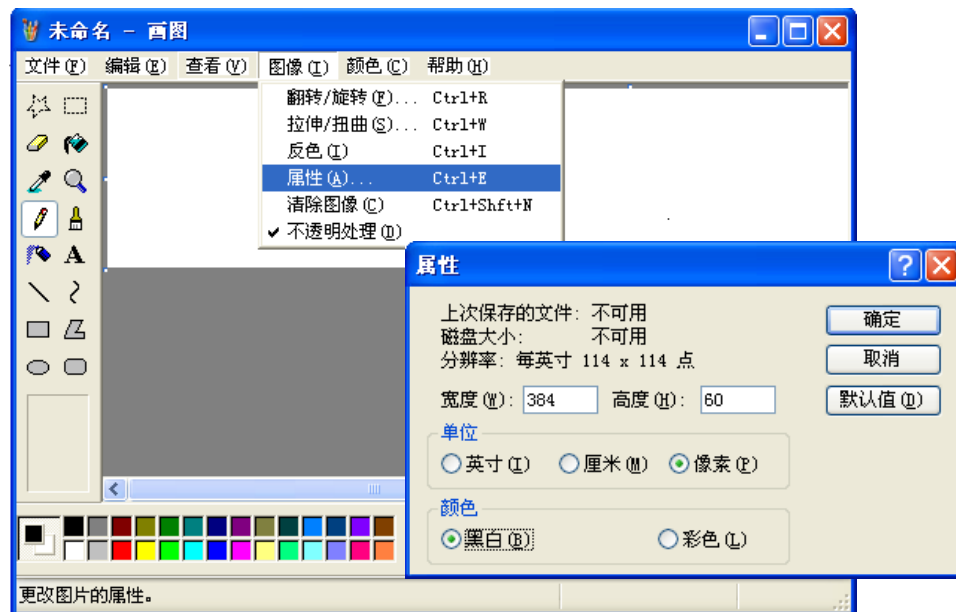 未命名 - 画图
文件(F) 编辑(E) 查看(V) 图像(I) 颜色(C) 帮助(H)
翻转/旋转(F)... Ctrl+R
拉伸/扭曲(S)... Ctrl+W
反色(I) Ctrl+I
属性(A)... Ctrl+E
清除图像(C) Ctrl+Shft+N
不透明处理(D)
A
属性
上次保存的文件: 不可用
磁盘大小: 不可用
分辨率: 每英寸 114 x 114 点
宽度(W): 384 高度(H): 60
单位
英寸(I) 厘米(M) 像素(P)
颜色
黑白(B) 彩色(L)
确定
取消
默认值(D)
更改图片的属性。